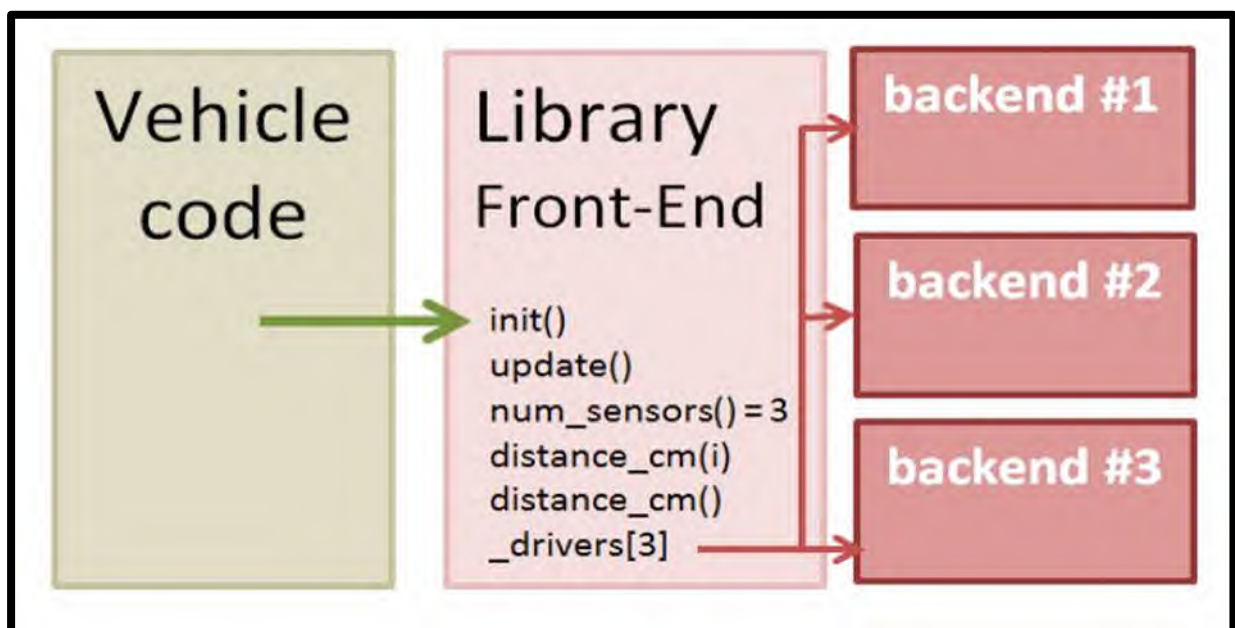 Vehicle
code
Library
Front-End
init()
update()
num_sensors() = 3
distance_cm(i)
distance_cm()
_drivers[3]
backend #1
backend #2
backend #3